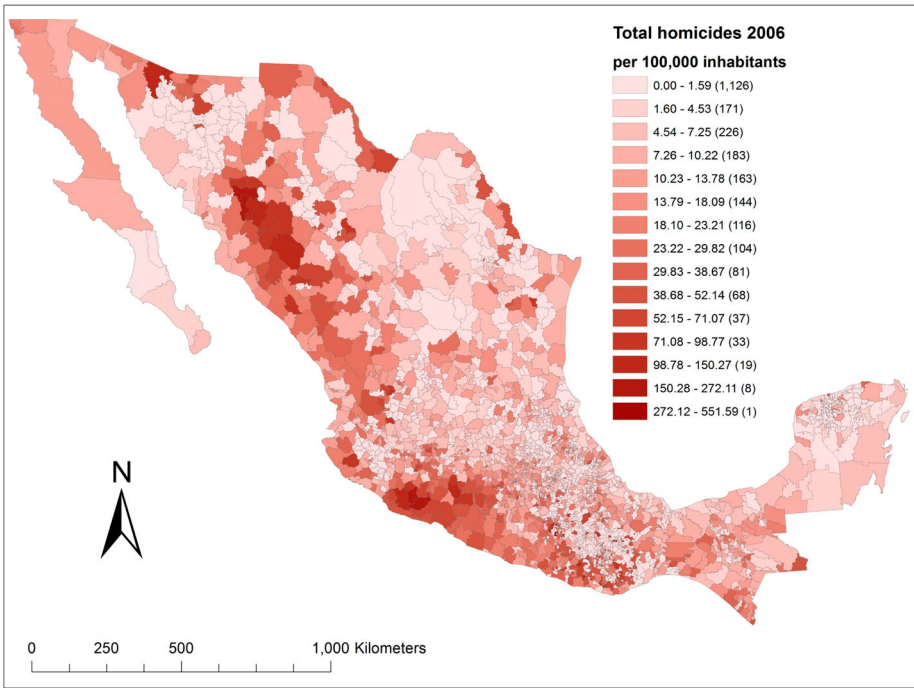 Total homicides 2006
per 100,000 inhabitants
0.00 - 1.59 (1,126)
1.60 - 4.53 (171)
4.54 - 7.25 (226)
7.26 - 10.22 (183)
10.23 - 13.78 (163)
13.79 - 18.09 (144)
18.10 - 23.21 (116)
23.22 - 29.82 (104)
29.83 - 38.67 (81)
38.68 - 52.14 (68)
52.15 - 71.07 (37)
71.08 - 98.77 (33)
98.78 - 150.27 (19)
150.28 - 272.11 (8)
272.12 - 551.59 (1)
N
0 250 500 1,000 Kilometers